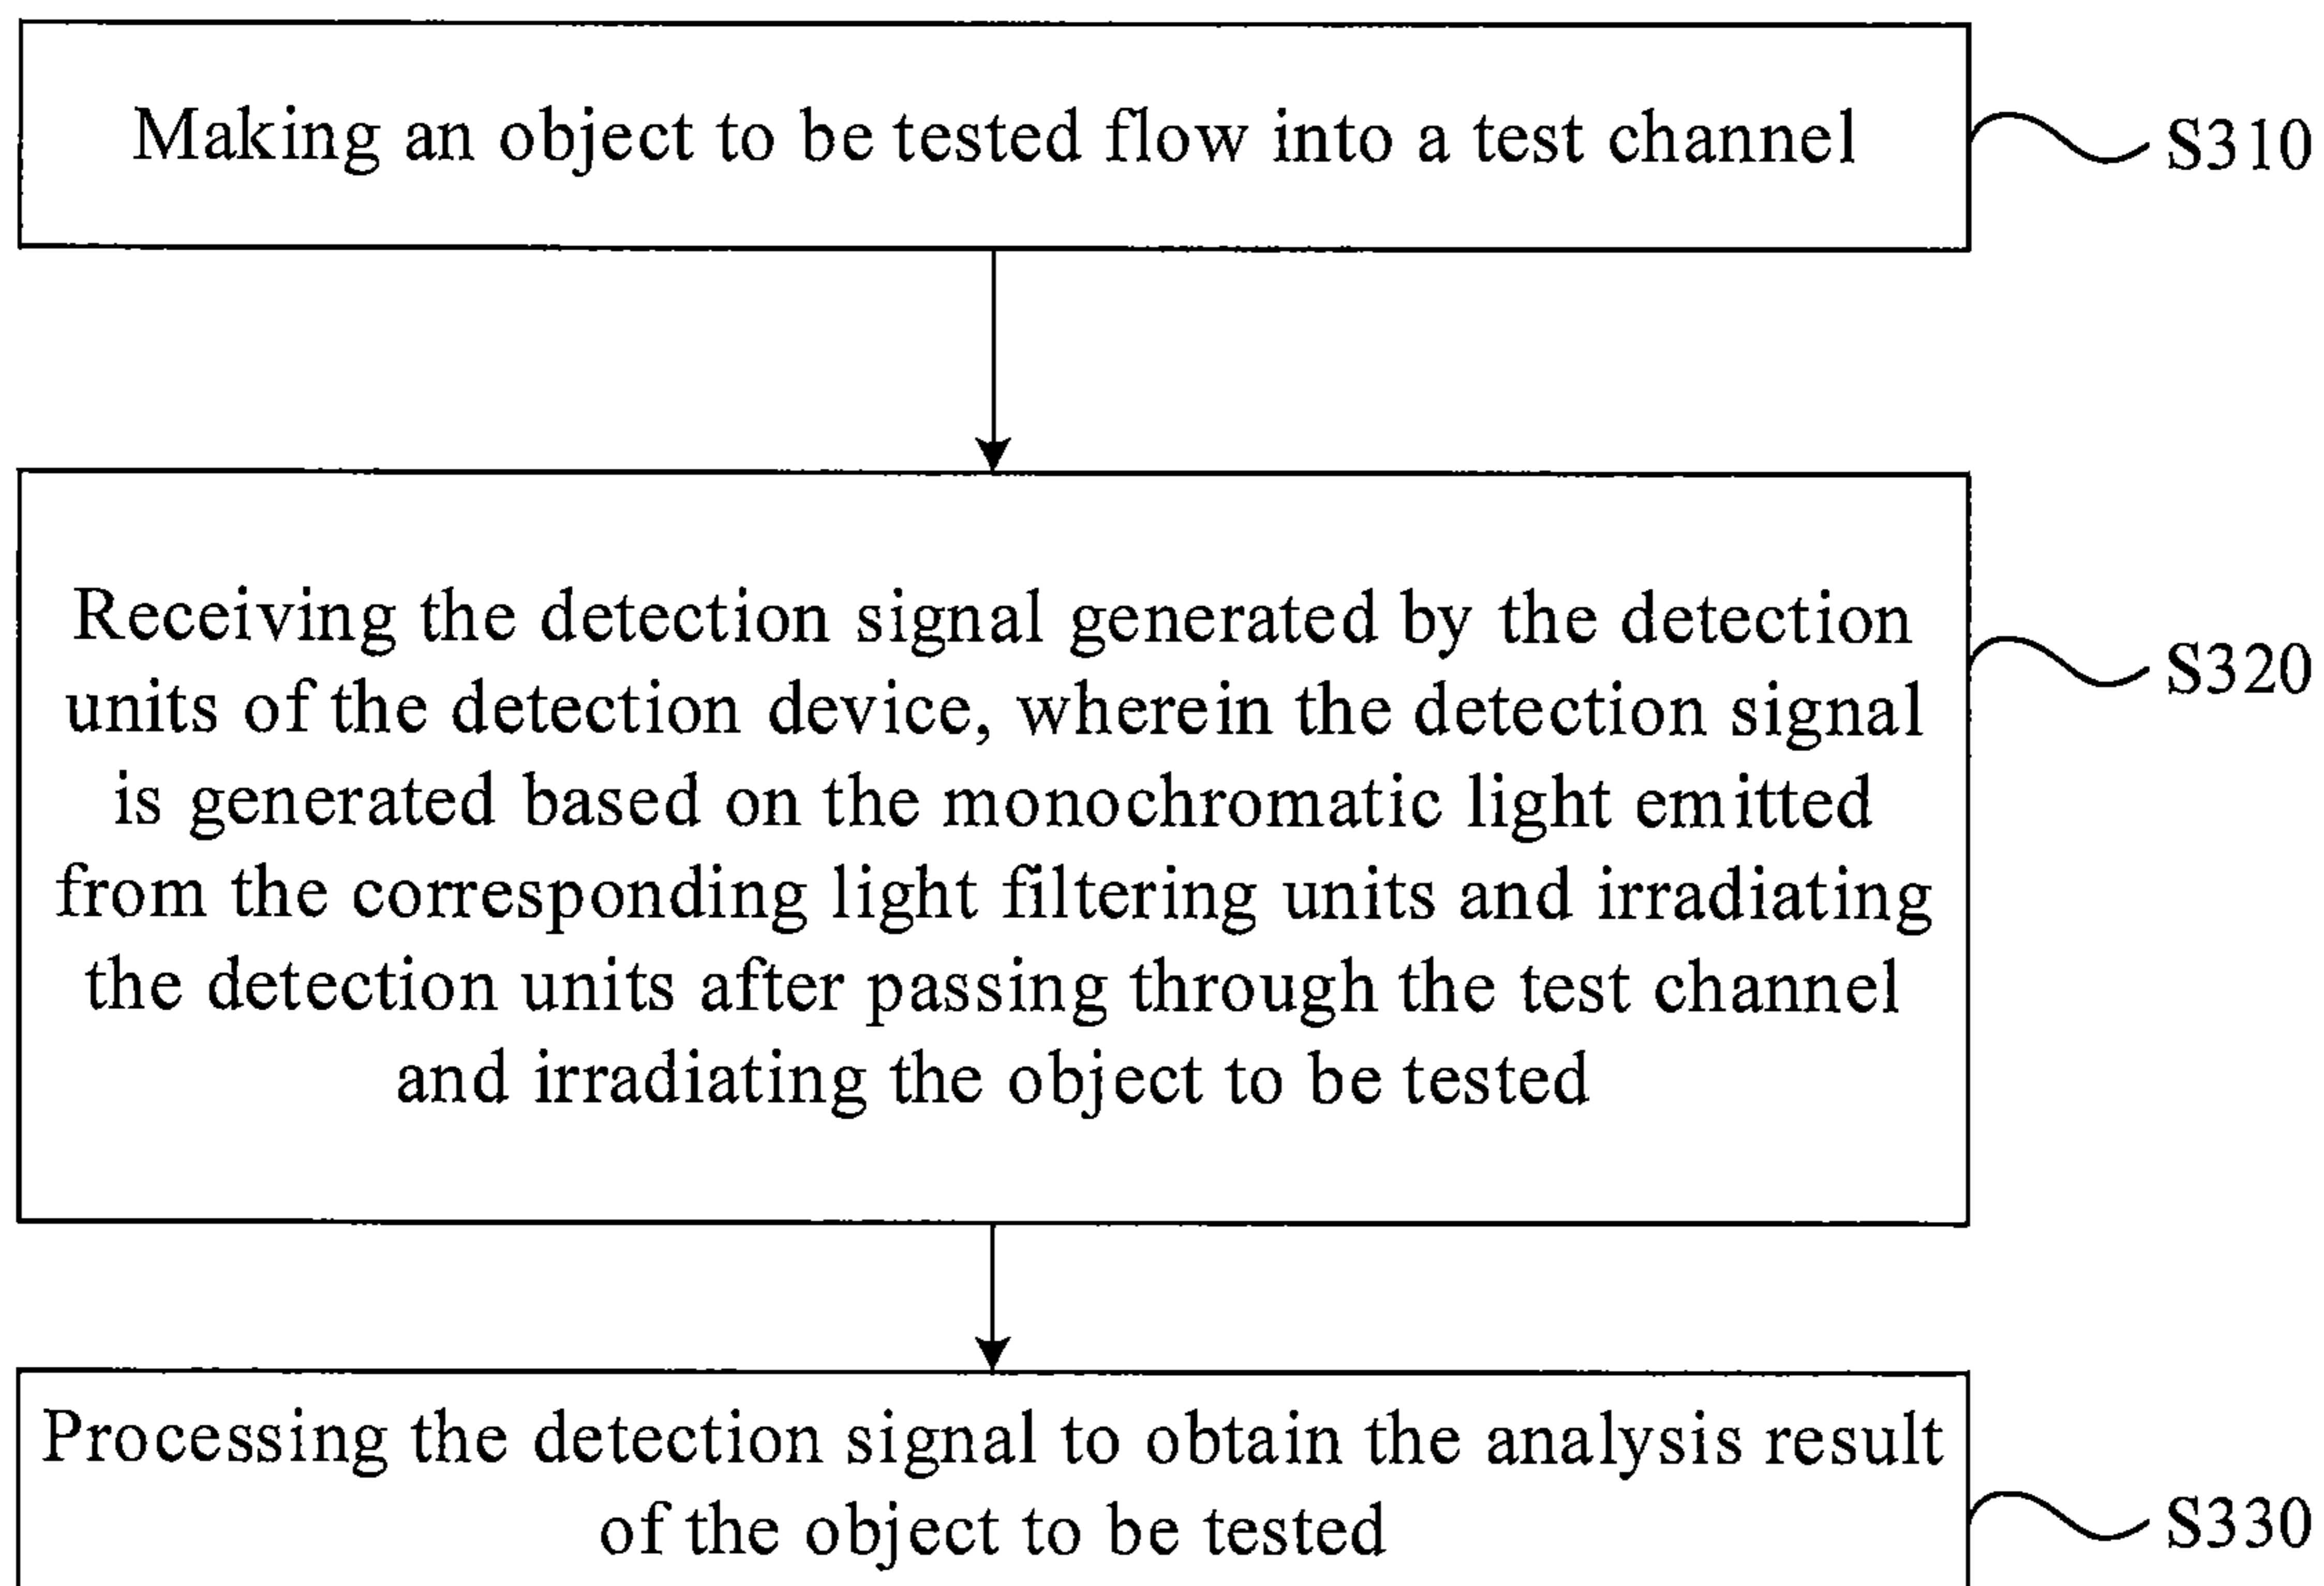 Making an object to be tested flow into a test channel
S310
Receiving the detection signal generated by the detection
units of the detection device, wherein the detection signal
is generated based on the monochromatic light emitted
from the corresponding light filtering units and irradiating
the detection units after passing through the test channel
and irradiating the object to be tested
S320
Processing the detection signal to obtain the analysis result
of the object to be tested
S330